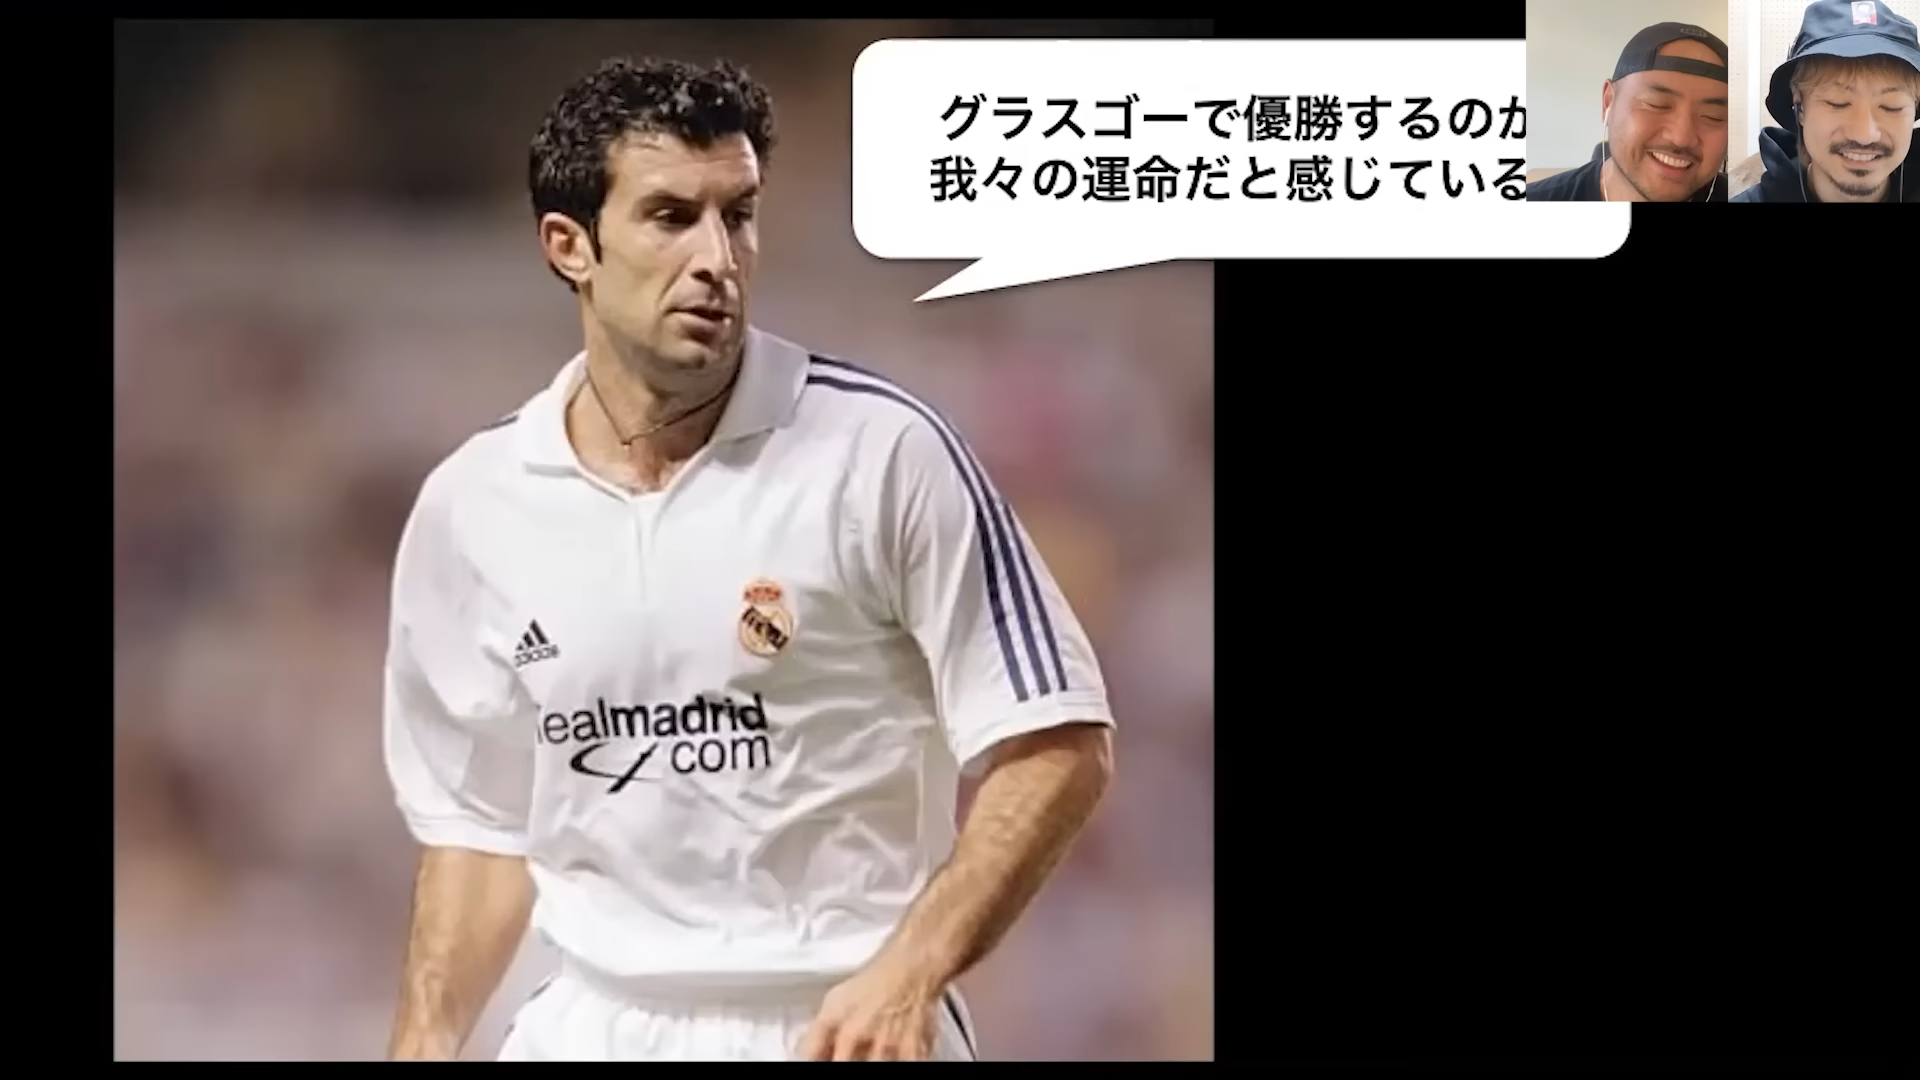 グラスゴーで優勝するのが
我々の運命だと感じている
adidas
realmadrid
com